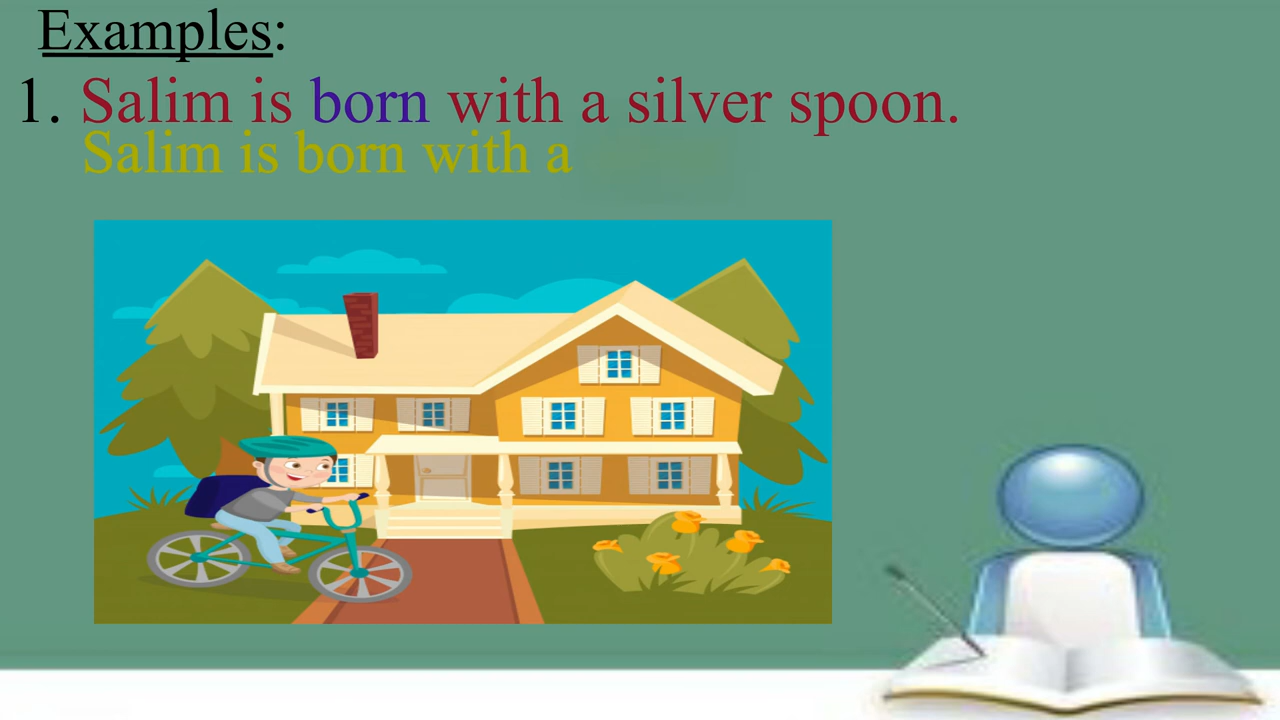 Examples:
1. Salim is born with a silver spoon.
Salim is born with a